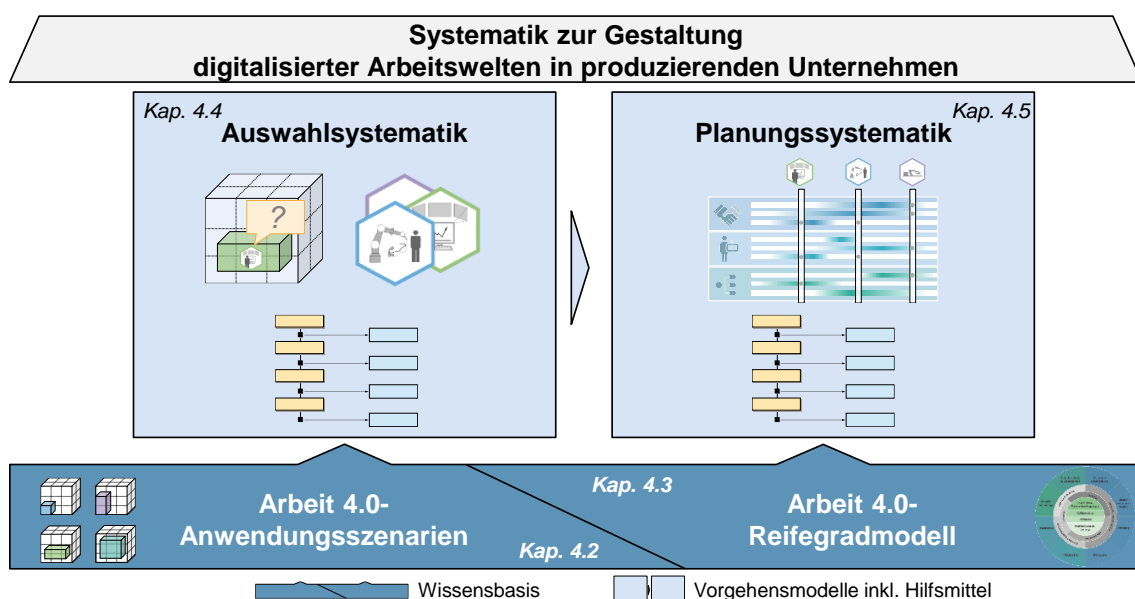 Systematik zur Gestaltung
digitalisierter Arbeitswelten in produzierenden Unternehmen
Kap. 4.4
Auswahlsystematik
?
Kap. 4.5
Planungssystematik
Arbeit 4.0-
Anwendungsszenarien
Kap. 4.2
Kap. 4.3
Arbeit 4.0-
Reifegradmodell
Wissensbasis
Vorgehensmodelle inkl. Hilfsmittel